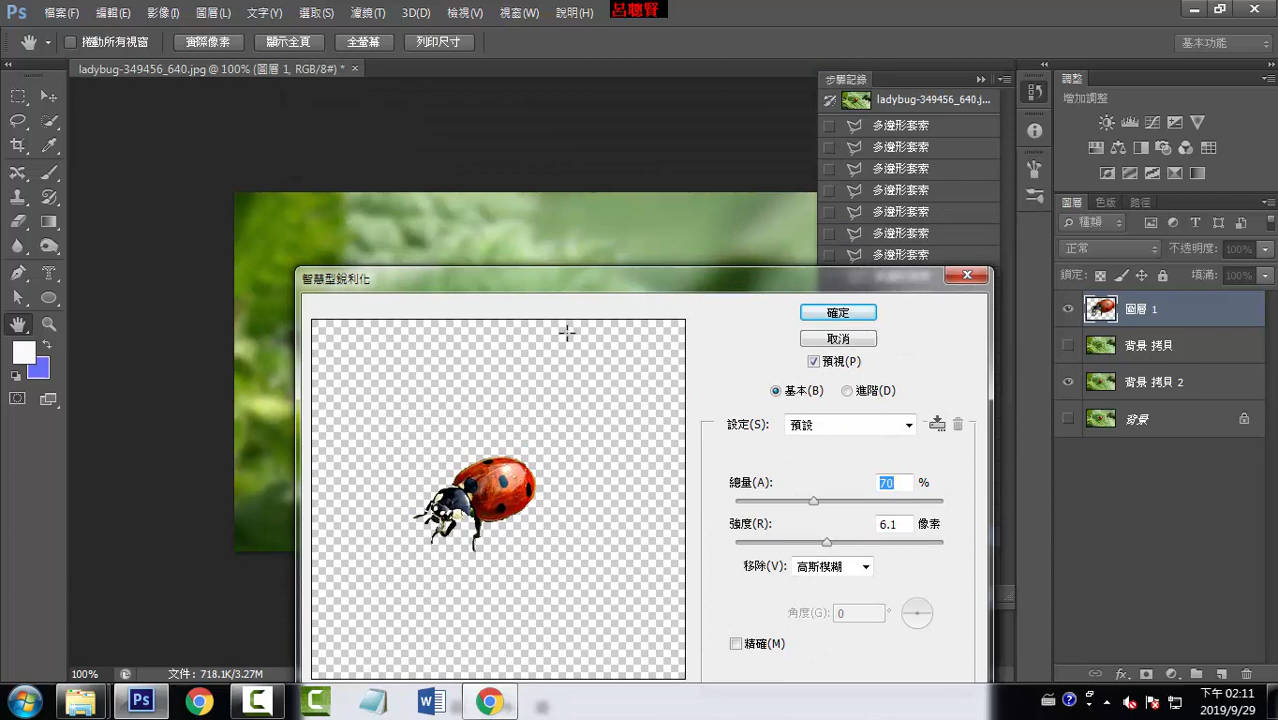 Ps 檔案(F) 編輯(E) 影像(I) 圖層(L) 文字(Y) 選取(S) 濾鏡(T) 3D(D) 檢視(V) 視窗(W) 說明(H) 呂聰賢
捲動所有視窗 實際像素 顯示全頁 全螢幕 列印尺寸 基本功能
ladybug-349456_640.jpg @ 100% (圖層 1, RGB/8#) *
步驟記錄
ladybug-349456_640.j...
多邊形套索
多邊形套索
多邊形套索
多邊形套索
多邊形套索
多邊形套索
多邊形套索
調整
增加調整
圖層 色版 路徑
種類
正常 不透明度: 100%
鎖定: 填滿: 100%
圖層 1
背景 拷貝
背景 拷貝 2
背景
智慧型銳利化
確定
取消
預視(P)
基本(B) 進階(D)
設定(S): 預設
總量(A): 70 %
強度(R): 6.1 像素
移除(V): 高斯模糊
角度(G): 0 °
精確(M)
100% 文件: 718.1K/3.27M
下午 02:11
2019/9/29